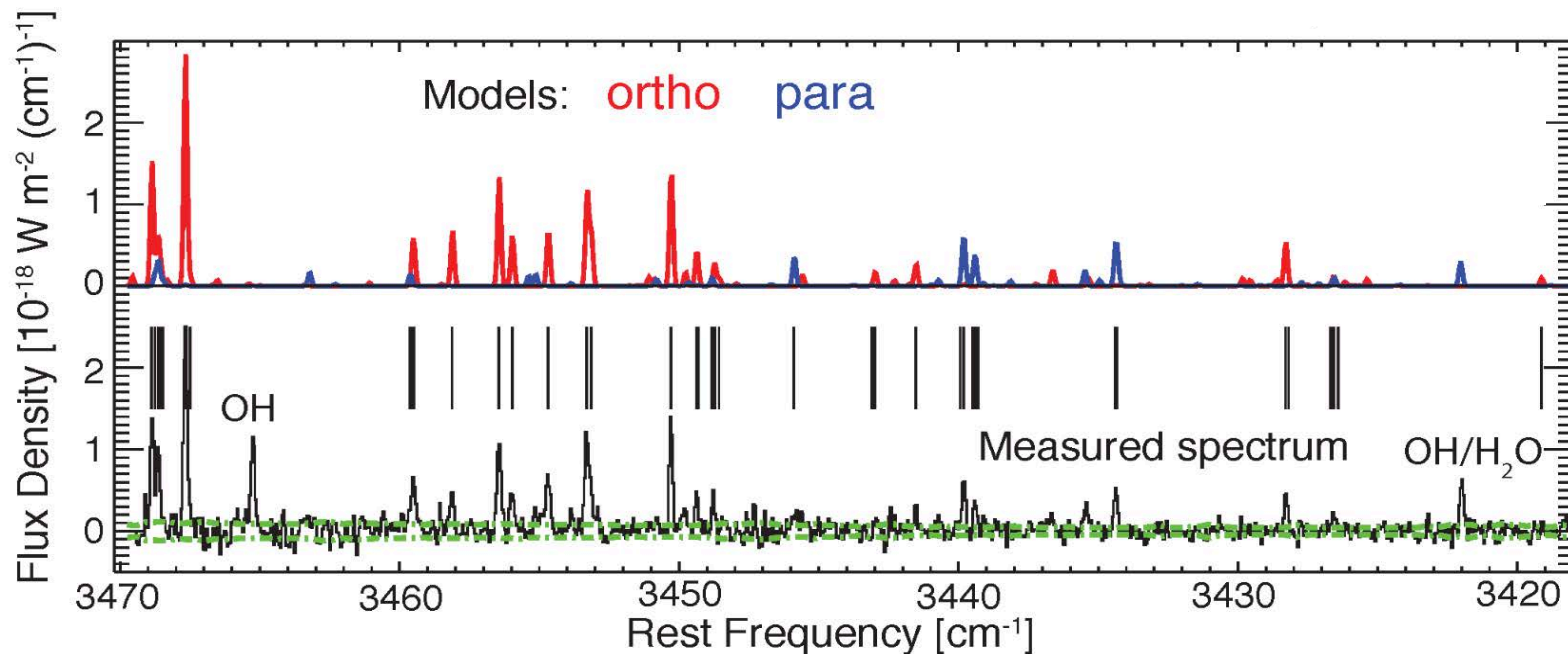 Flux Density [10⁻¹⁸ W m⁻² (cm⁻¹)⁻¹]
2
1
0
Models: ortho para
2
1
0
OH
Measured spectrum
OH/H₂O
3470 3460 3450 3440 3430 3420
Rest Frequency [cm⁻¹]